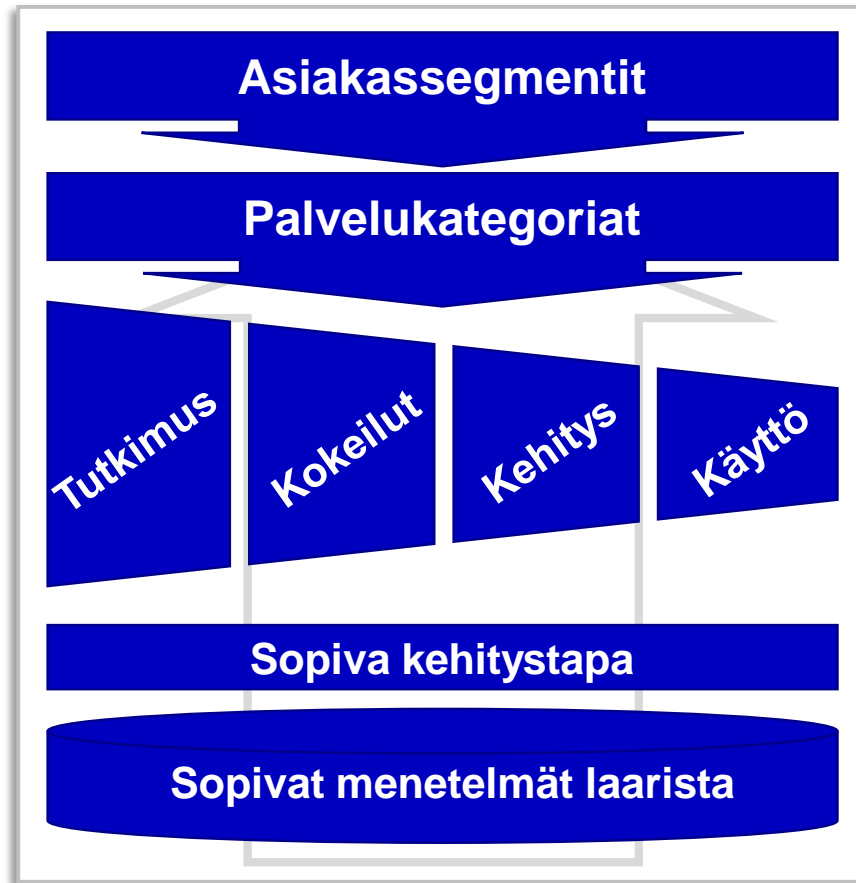 Asiakassegmentit
Palvelukategoriat
Tutkimus
Kokeilut
Kehitys
Käyttö
Sopiva kehitystapa
Sopivat menetelmät laarista